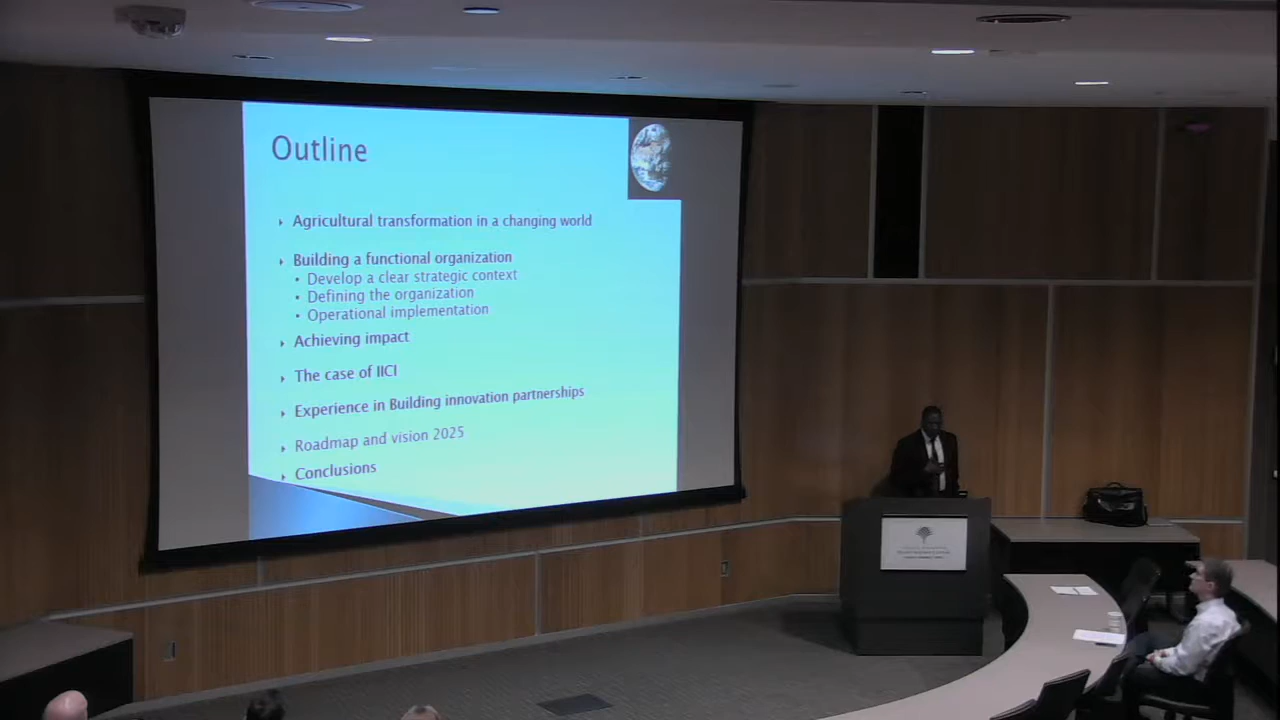 Outline
Agricultural transformation in a changing world
Building a functional organization
Develop a clear strategic context
Defining the organization
Operational implementation
Achieving impact
The case of IICI
Experience in Building innovation partnerships
Roadmap and vision 2025
Conclusions